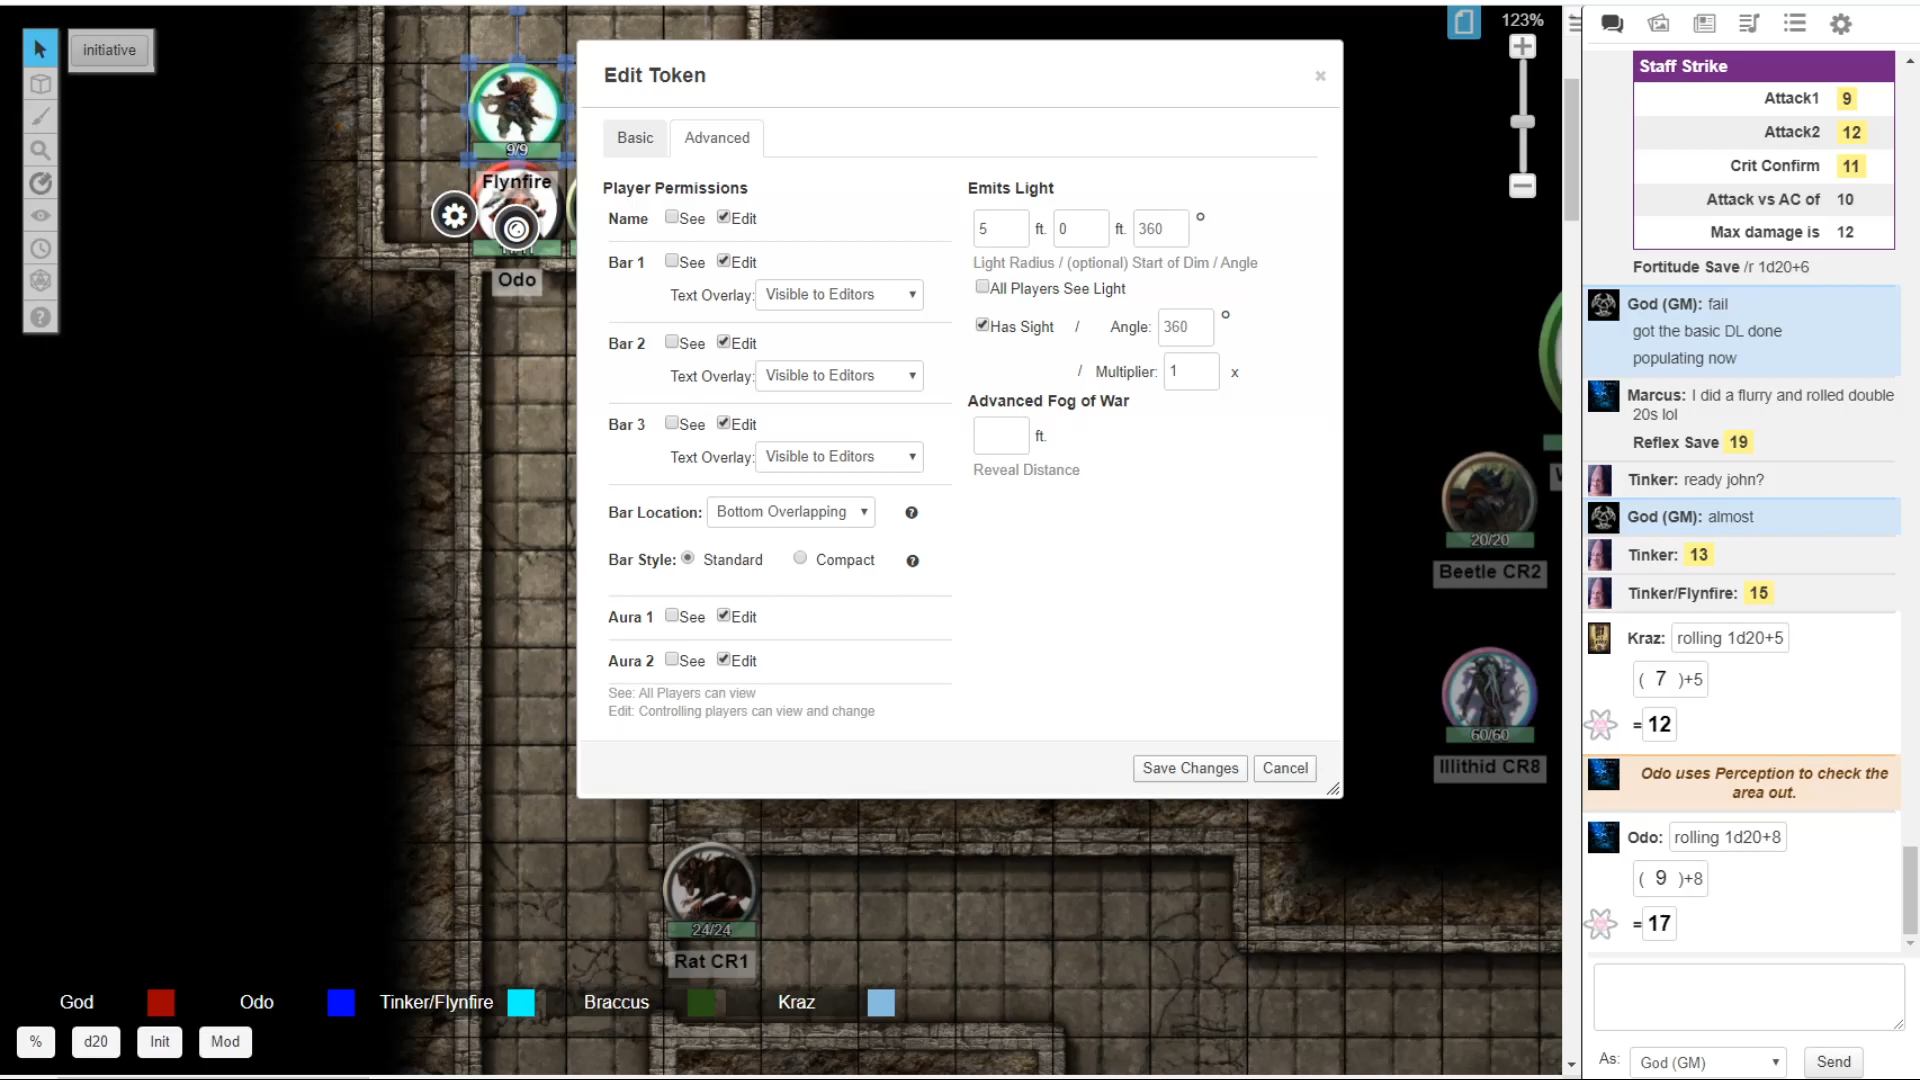 initiative
123%
9/9
Flynfire
Odo
Edit Token
×
Basic
Advanced
Player Permissions
Name See Edit
Bar 1 See Edit
Text Overlay: Visible to Editors
Bar 2 See Edit
Text Overlay: Visible to Editors
Bar 3 See Edit
Text Overlay: Visible to Editors
Bar Location: Bottom Overlapping ?
Bar Style: Standard Compact ?
Aura 1 See Edit
Aura 2 See Edit
See: All Players can view
Edit: Controlling players can view and change
Emits Light
5 ft. 0 ft. 360 °
Light Radius / (optional) Start of Dim / Angle
All Players See Light
Has Sight / Angle: 360 °
/ Multiplier: 1 x
Advanced Fog of War
ft.
Reveal Distance
Save Changes
Cancel
20/20
Beetle CR2
60/60
Illithid CR8
24/24
Rat CR1
God
Odo
Tinker/Flynfire
Braccus
Kraz
%
d20
Init
Mod
Staff Strike
Attack1 9
Attack2 12
Crit Confirm 11
Attack vs AC of 10
Max damage is 12
Fortitude Save /r 1d20+6
God (GM): fail
got the basic DL done
populating now
Marcus: I did a flurry and rolled double
20s lol
Reflex Save 19
Tinker: ready john?
God (GM): almost
Tinker: 13
Tinker/Flynfire: 15
Kraz: rolling 1d20+5
( 7 )+5
=12
Odo uses Perception to check the
area out.
Odo: rolling 1d20+8
( 9 )+8
=17
As: God (GM)
Send